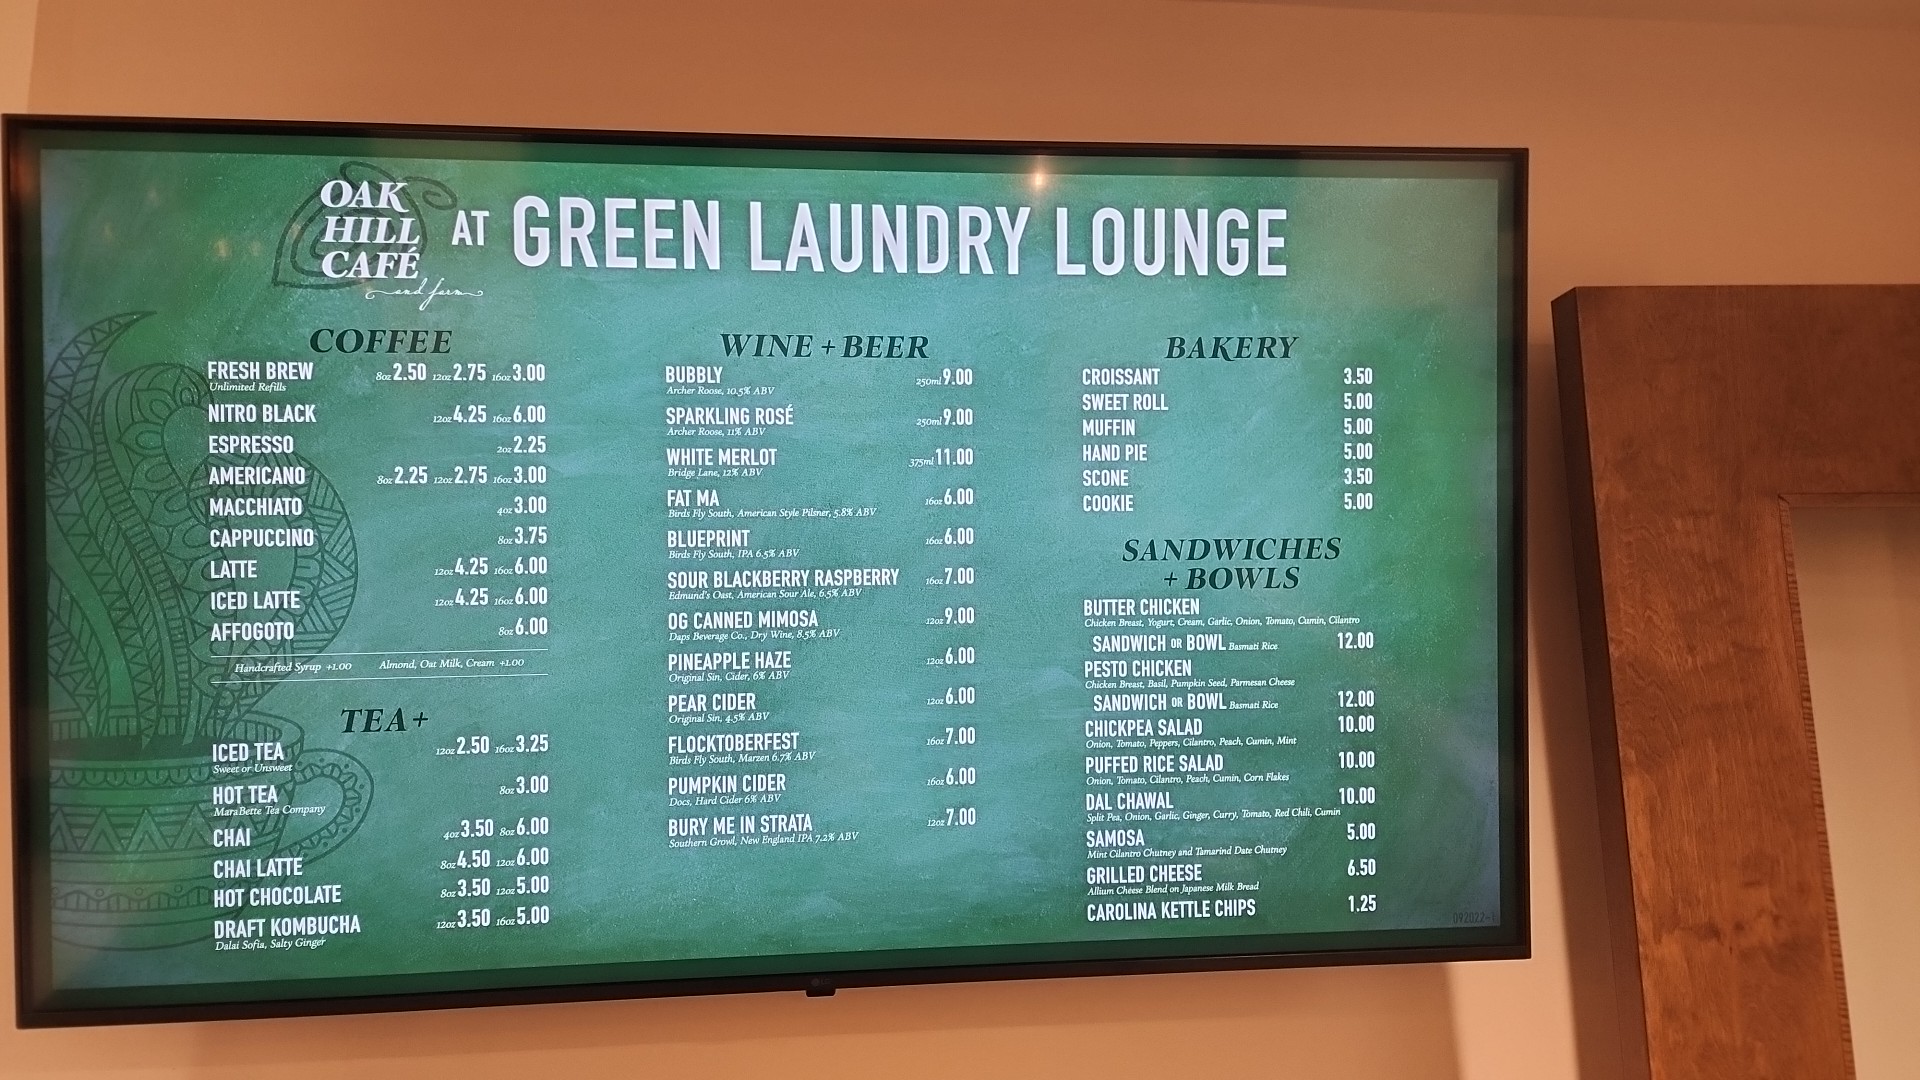 OAK
HILL
CAFÉ
and farm
AT GREEN LAUNDRY LOUNGE
COFFEE
FRESH BREW 8oz 2.50 12oz 2.75 16oz 3.00
Unlimited Refills
NITRO BLACK 12oz 4.25 16oz 6.00
ESPRESSO 2oz 2.25
AMERICANO 8oz 2.25 12oz 2.75 16oz 3.00
MACCHIATO 4oz 3.00
CAPPUCCINO 8oz 3.75
LATTE 12oz 4.25 16oz 6.00
ICED LATTE 12oz 4.25 16oz 6.00
AFFOGOTO 8oz 6.00
Handcrafted Syrup +1.00 Almond, Oat Milk, Cream +1.00
TEA+
ICED TEA 12oz 2.50 16oz 3.25
Sweet or Unsweet
HOT TEA 8oz 3.00
MaraBette Tea Company
CHAI 4oz 3.50 8oz 6.00
CHAI LATTE 8oz 4.50 12oz 6.00
HOT CHOCOLATE 8oz 3.50 12oz 5.00
DRAFT KOMBUCHA 12oz 3.50 16oz 5.00
Dalai Sofia, Salty Ginger
WINE + BEER
BUBBLY 250ml 9.00
Archer Roose, 10.5% ABV
SPARKLING ROSÉ 250ml 9.00
Archer Roose, 11% ABV
WHITE MERLOT 375ml 11.00
Bridge Lane, 12% ABV
FAT MA 16oz 6.00
Birds Fly South, American Style Pilsner, 5.8% ABV
BLUEPRINT 16oz 6.00
Birds Fly South, IPA 6.5% ABV
SOUR BLACKBERRY RASPBERRY 16oz 7.00
Edmund's Oast, American Sour Ale, 6.5% ABV
OG CANNED MIMOSA 12oz 9.00
Daps Beverage Co., Dry Wine, 8.5% ABV
PINEAPPLE HAZE 12oz 6.00
Original Sin, Cider, 6% ABV
PEAR CIDER 12oz 6.00
Original Sin, 4.5% ABV
FLOCKTOBERFEST 16oz 7.00
Birds Fly South, Marzen 6.7% ABV
PUMPKIN CIDER 16oz 6.00
Docs, Hard Cider 6% ABV
BURY ME IN STRATA 12oz 7.00
Southern Growl, New England IPA 7.2% ABV
BAKERY
CROISSANT 3.50
SWEET ROLL 5.00
MUFFIN 5.00
HAND PIE 5.00
SCONE 3.50
COOKIE 5.00
SANDWICHES
+ BOWLS
BUTTER CHICKEN
Chicken Breast, Yogurt, Cream, Garlic, Onion, Tomato, Cumin, Cilantro
SANDWICH OR BOWL Basmati Rice 12.00
PESTO CHICKEN
Chicken Breast, Basil, Pumpkin Seed, Parmesan Cheese
SANDWICH OR BOWL Basmati Rice 12.00
CHICKPEA SALAD 10.00
Onion, Tomato, Peppers, Cilantro, Peach, Cumin, Mint
PUFFED RICE SALAD 10.00
Onion, Tomato, Cilantro, Peach, Cumin, Corn Flakes
DAL CHAWAL 10.00
Split Pea, Onion, Garlic, Ginger, Curry, Tomato, Red Chili, Cumin
SAMOSA 5.00
Mint Cilantro Chutney and Tamarind Date Chutney
GRILLED CHEESE 6.50
Allium Cheese Blend on Japanese Milk Bread
CAROLINA KETTLE CHIPS 1.25
092022-1
LG